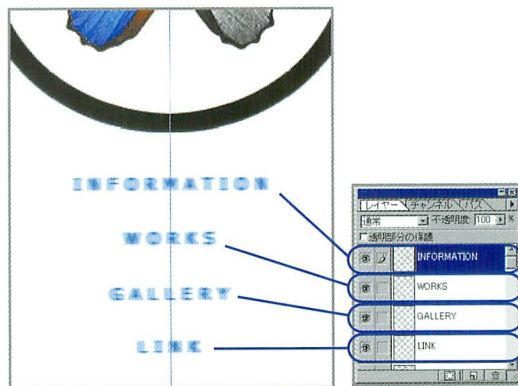 INFORMATION
WORKS
GALLERY
LINK
レイヤー チャンネル パス
通常 不透明度: 100 %
透明部分の保護
INFORMATION
WORKS
GALLERY
LINK